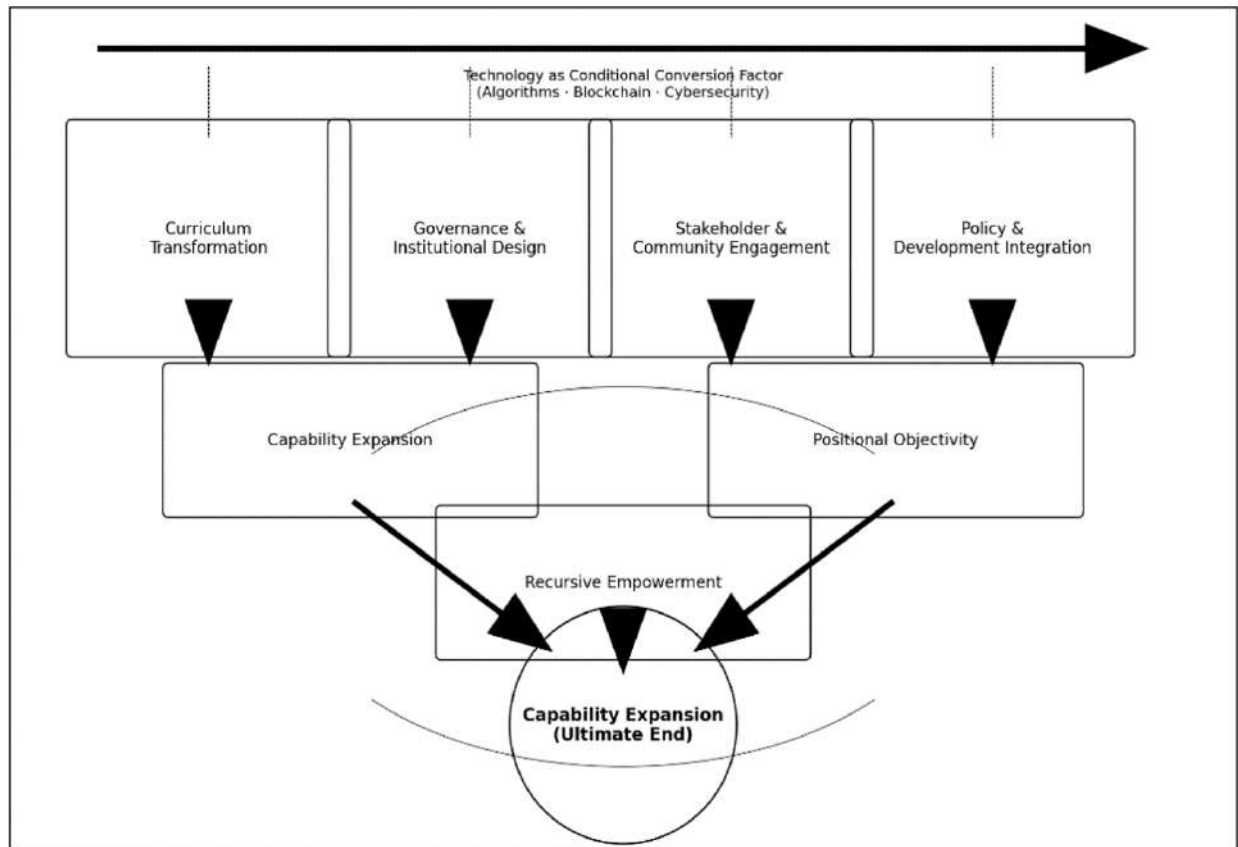 Technology as Conditional Conversion Factor
(Algorithms · Blockchain · Cybersecurity)
Curriculum
Transformation
Governance &
Institutional Design
Stakeholder &
Community Engagement
Policy &
Development Integration
Capability Expansion
Positional Objectivity
Recursive Empowerment
Capability Expansion
(Ultimate End)